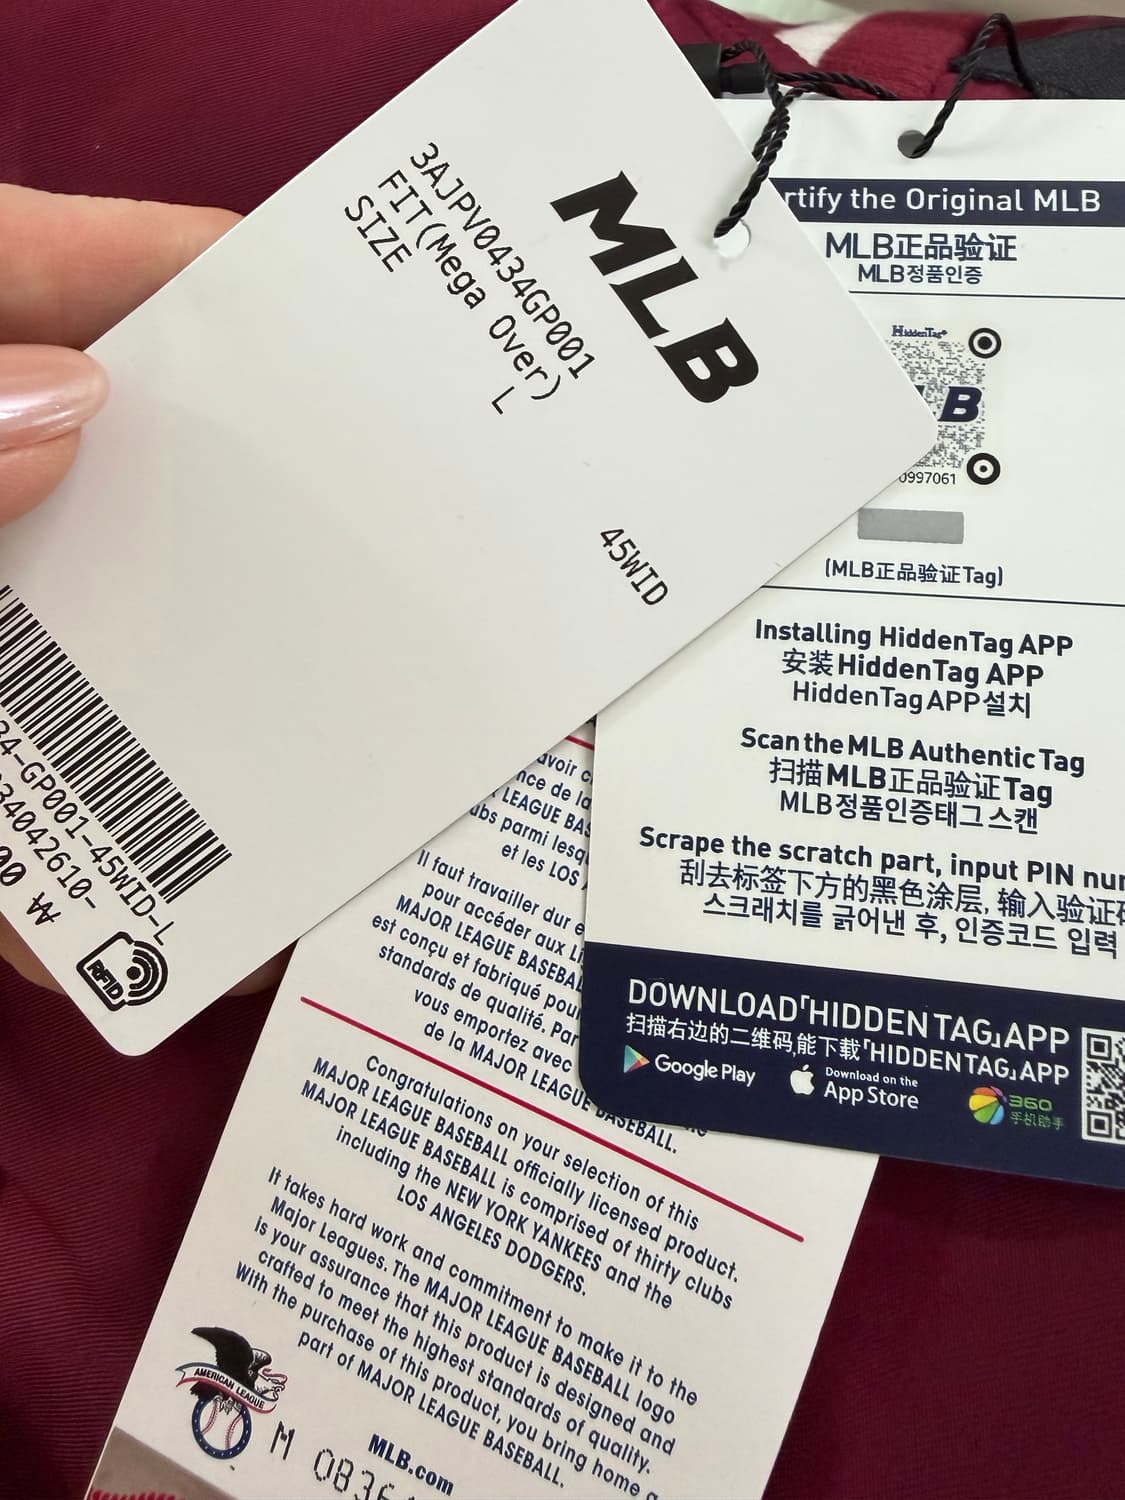 MLB
3AJPV0434GP001
FIT(Mega Over)
SIZE L
45WID
34-GP001-45WID-L
34042610-
00 ₩
RFID
rtify the Original MLB
MLB正品验证
MLB정품인증
HiddenTag
B
0997061
(MLB正品验证Tag)
Installing HiddenTag APP
安装HiddenTag APP
HiddenTag APP설치
Scan the MLB Authentic Tag
扫描MLB正品验证Tag
MLB정품인증태그 스캔
Scrape the scratch part, input PIN
刮去标签下方的黑色涂层, 输入验证
스크래치를 긁어낸 후, 인증코드 입력
DOWNLOAD「HIDDEN TAG」APP
扫描右边的二维码,能下载「HIDDENTAG」APP
Google Play
Download on the
App Store
360
手机助手
avoir
de la
LEAGUE
parmi
et les LOS
Il faut travailler dur
pour accéder aux
MAJOR LEAGUE
est conçu et fabriqué pour
standards de qualité. Par
vous emportez avec
de la MAJOR LEAGUE BASEBALL.
Congratulations on your selection of this
MAJOR LEAGUE BASEBALL officially licensed product.
MAJOR LEAGUE BASEBALL is comprised of thirty clubs
including the NEW YORK YANKEES and the
LOS ANGELES DODGERS.
It takes hard work and commitment to make it to the
Major Leagues. The MAJOR LEAGUE BASEBALL logo
is your assurance that this product is designed and
crafted to meet the highest standards of quality.
With the purchase of this product, you bring home a
part of MAJOR LEAGUE BASEBALL.
AMERICAN LEAGUE
MLB.com
M 0836